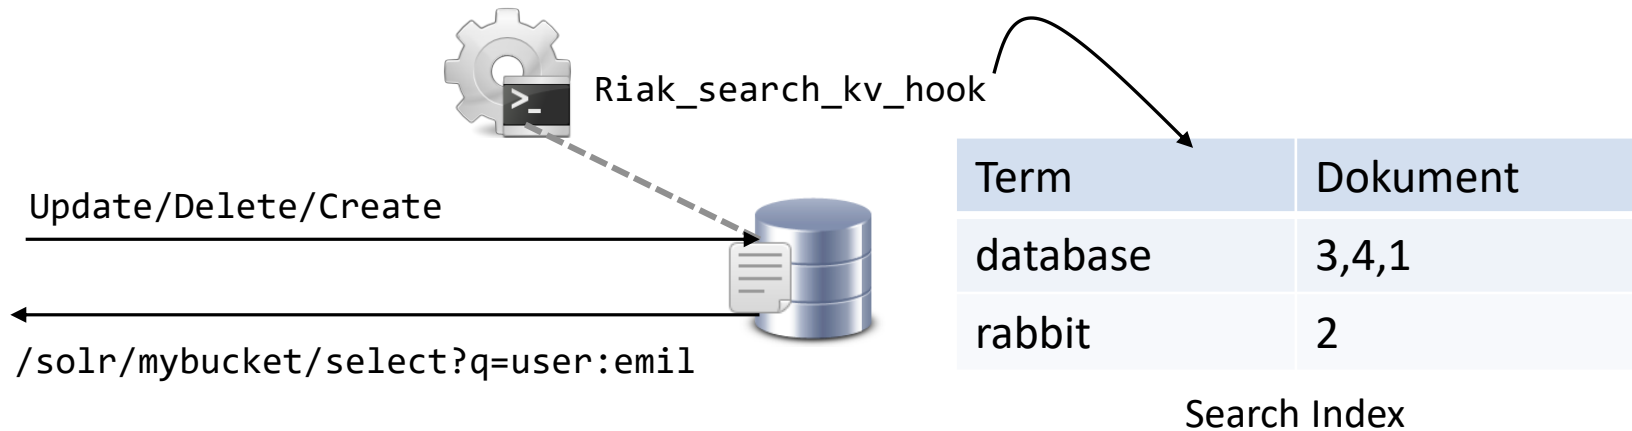 >_
Riak_search_kv_hook
Update/Delete/Create
/solr/mybucket/select?q=user:emil
Term Dokument
database 3,4,1
rabbit 2
Search Index